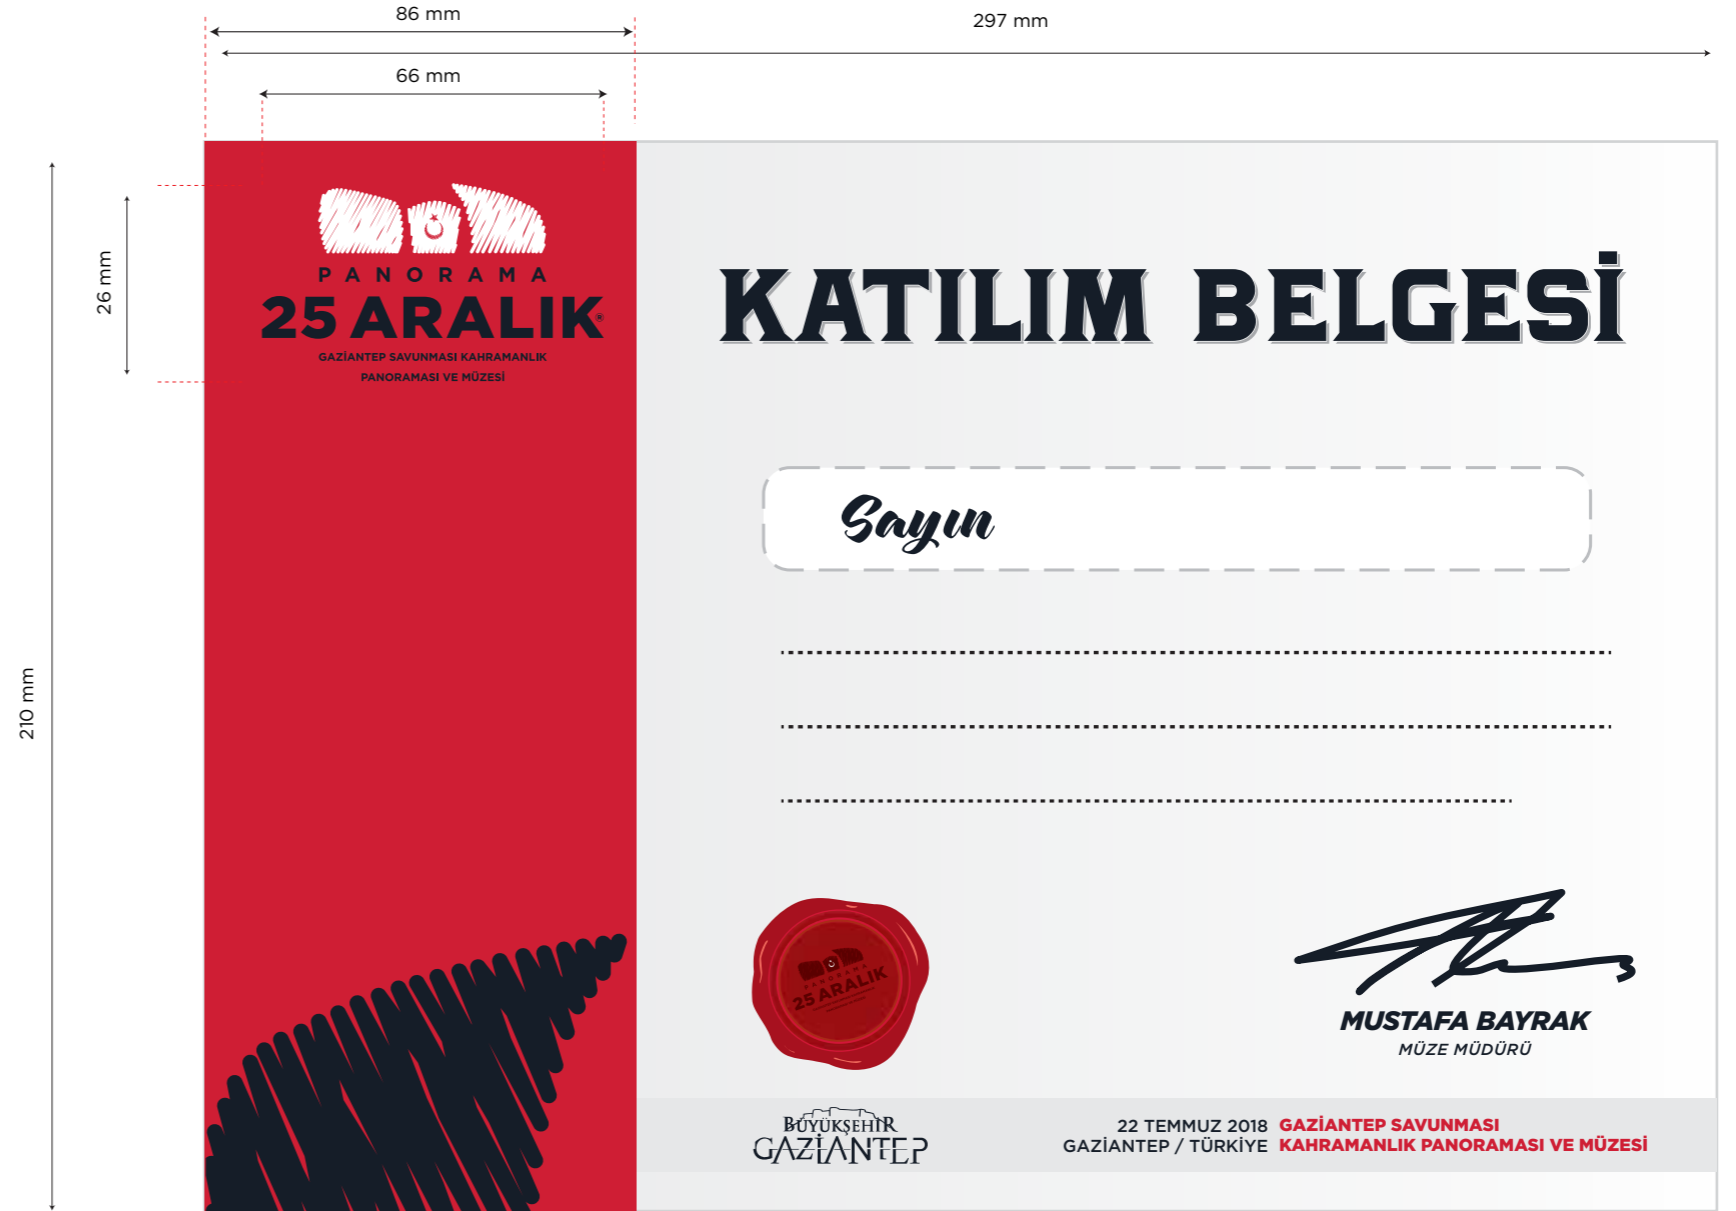 86 mm
297 mm
66 mm
26 mm
210 mm
PANORAMA
25 ARALIK®
GAZİANTEP SAVUNMASI KAHRAMANLIK
PANORAMASI VE MÜZESİ
KATILIM BELGESİ
Sayın
PANORAMA
25 ARALIK
MUSTAFA BAYRAK
MÜZE MÜDÜRÜ
BÜYÜKŞEHİR
GAZİANTEP
22 TEMMUZ 2018 GAZİANTEP SAVUNMASI
GAZİANTEP / TÜRKİYE KAHRAMANLIK PANORAMASI VE MÜZESİ